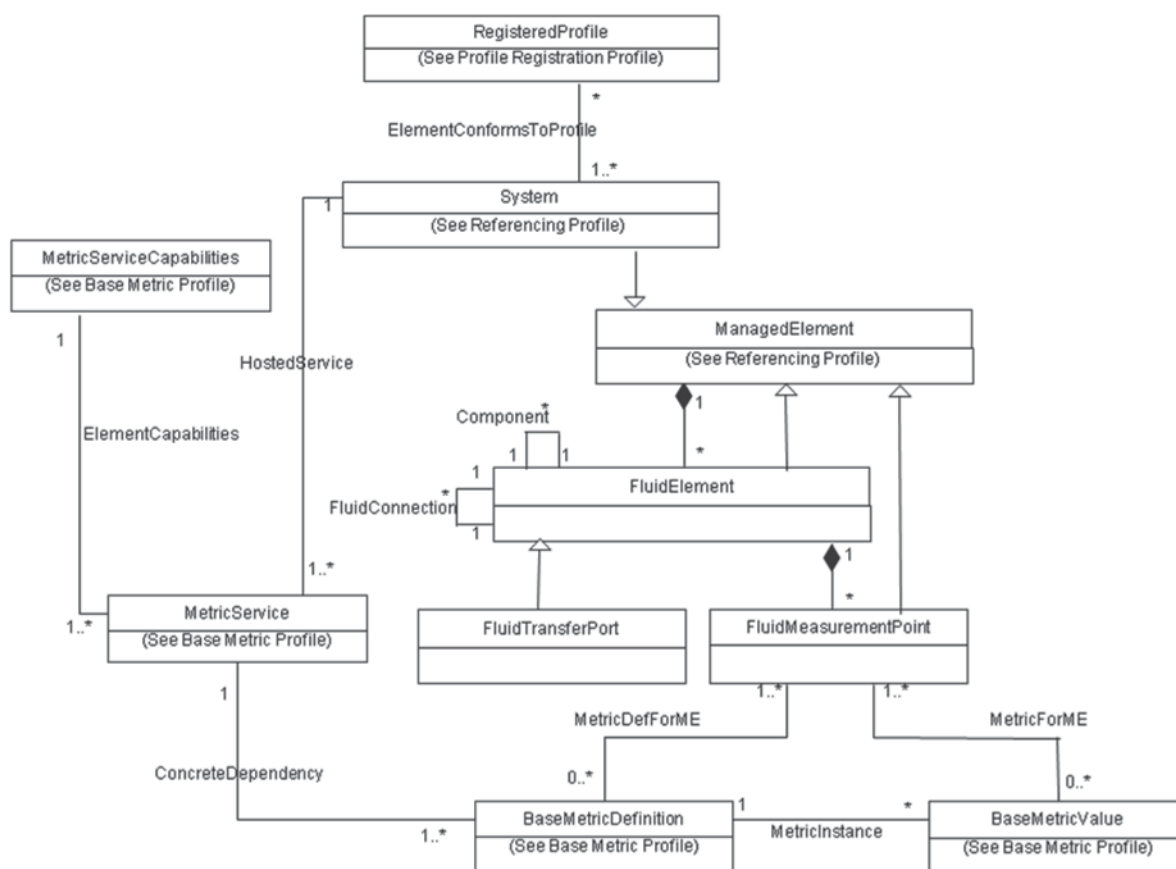 RegisteredProfile
(See Profile Registration Profile)
*
ElementConformsToProfile
1..*
System
1
(See Referencing Profile)
MetricServiceCapabilities
(See Base Metric Profile)
ManagedElement
(See Referencing Profile)
1
HostedService
1
*
Component
ElementCapabilities
1
1
*
1
FluidElement
*
FluidConnection
1
1
1..*
*
MetricService
1..*
(See Base Metric Profile)
FluidTransferPort
FluidMeasurementPoint
1
1..*
1..*
MetricDefForME
MetricForME
ConcreteDependency
0..*
0..*
1..*
BaseMetricDefinition
(See Base Metric Profile)
1
*
MetricInstance
BaseMetricValue
(See Base Metric Profile)